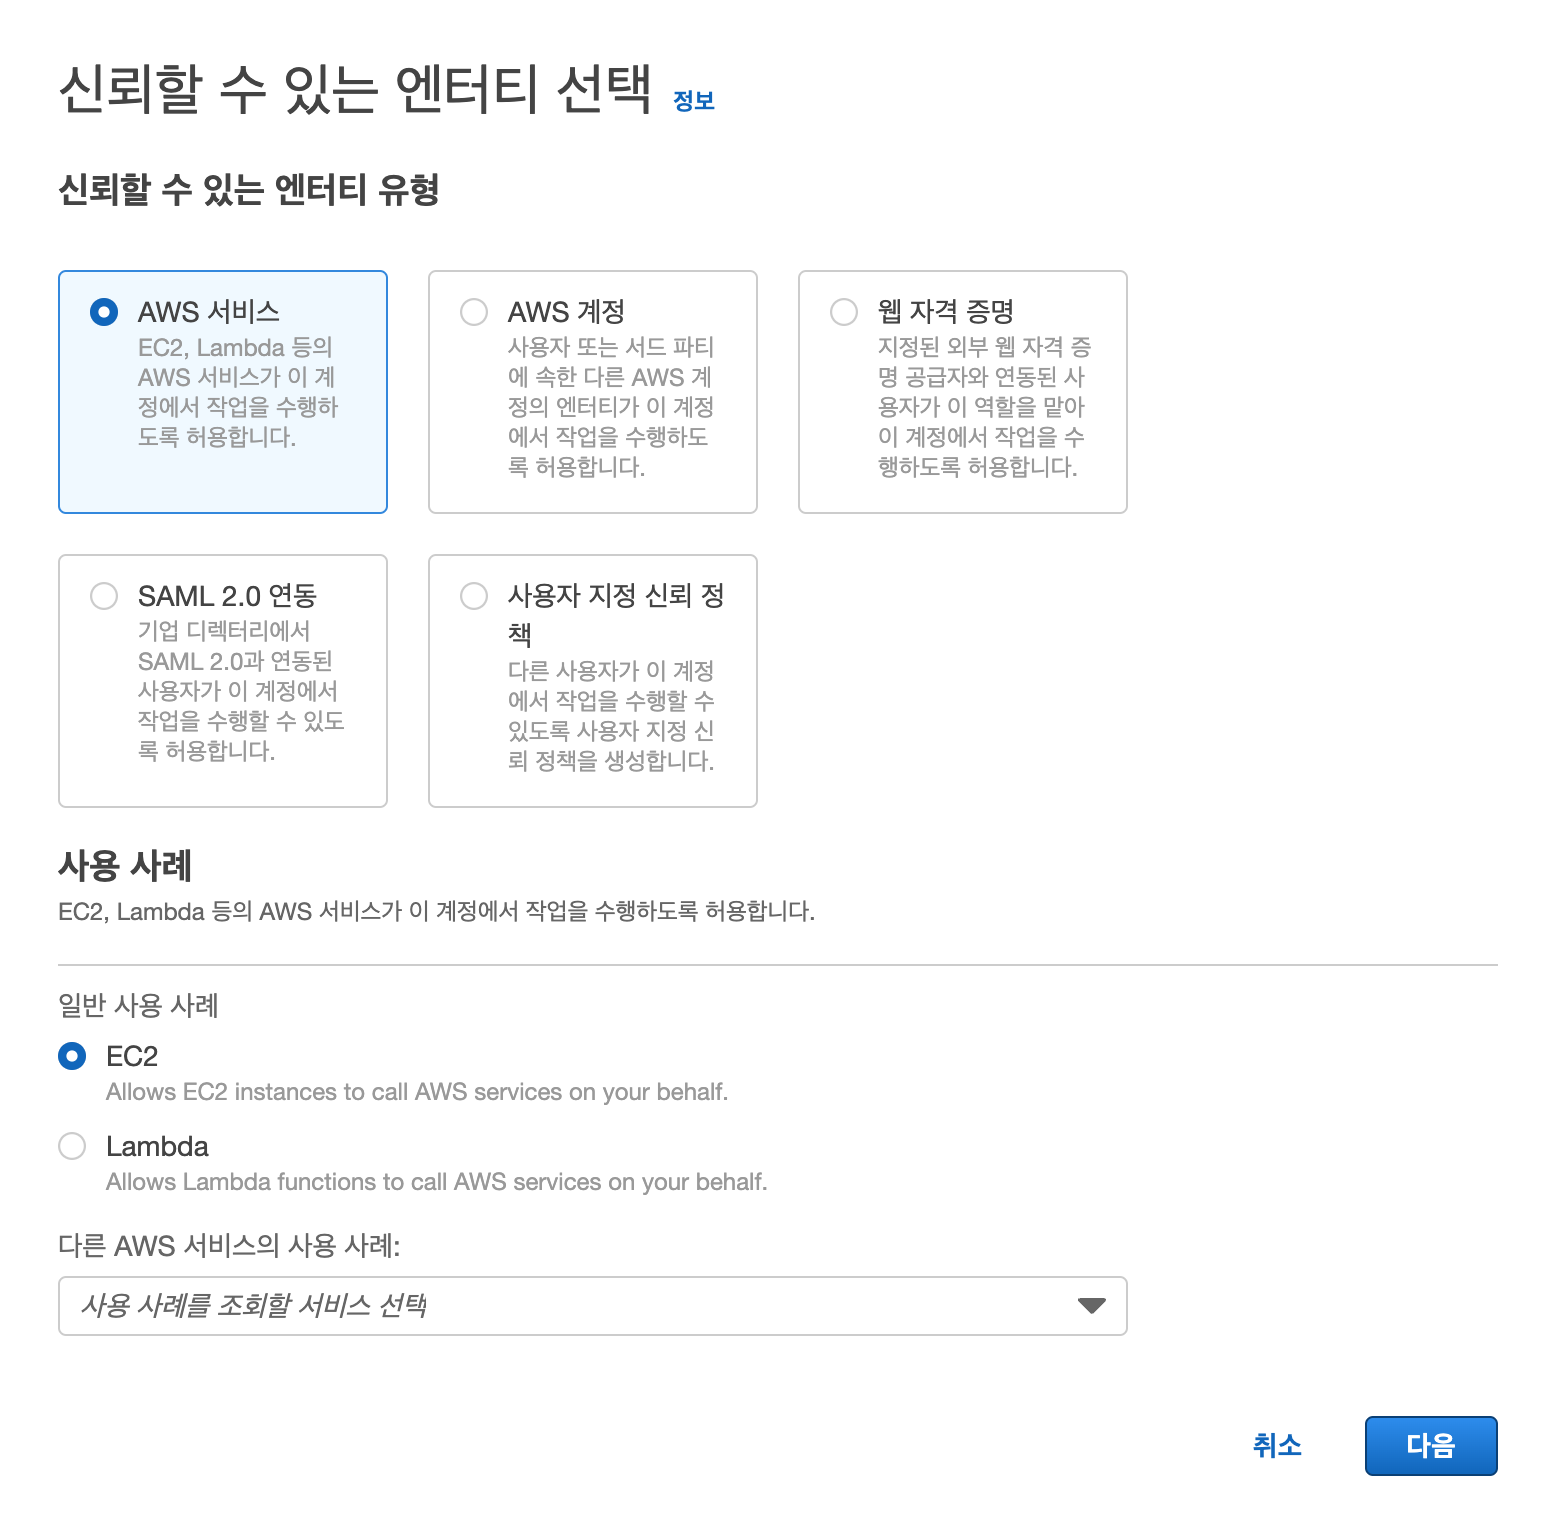 신뢰할 수 있는 엔터티 선택 정보
신뢰할 수 있는 엔터티 유형
AWS 서비스
EC2, Lambda 등의
AWS 서비스가 이 계
정에서 작업을 수행하
도록 허용합니다.
AWS 계정
사용자 또는 서드 파티
에 속한 다른 AWS 계
정의 엔터티가 이 계정
에서 작업을 수행하도
록 허용합니다.
웹 자격 증명
지정된 외부 웹 자격 증
명 공급자와 연동된 사
용자가 이 역할을 맡아
이 계정에서 작업을 수
행하도록 허용합니다.
SAML 2.0 연동
기업 디렉터리에서
SAML 2.0과 연동된
사용자가 이 계정에서
작업을 수행할 수 있도
록 허용합니다.
사용자 지정 신뢰 정
책
다른 사용자가 이 계정
에서 작업을 수행할 수
있도록 사용자 지정 신
뢰 정책을 생성합니다.
사용 사례
EC2, Lambda 등의 AWS 서비스가 이 계정에서 작업을 수행하도록 허용합니다.
일반 사용 사례
EC2
Allows EC2 instances to call AWS services on your behalf.
Lambda
Allows Lambda functions to call AWS services on your behalf.
다른 AWS 서비스의 사용 사례:
사용 사례를 조회할 서비스 선택
취소
다음